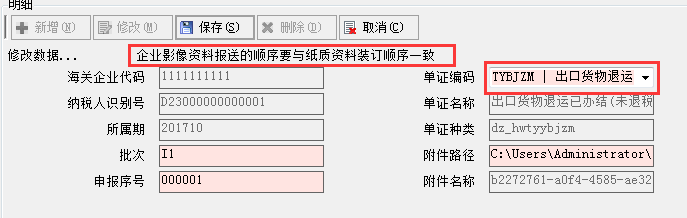 明细
新增(N) 修改(M) 保存(S) 删除(D) 取消(C)
修改数据... 企业影像资料报送的顺序要与纸质资料装订顺序一致
海关企业代码 1111111111 单证编码 TYBJZM | 出口货物退运
纳税人识别号 D23000000000001 单证名称 出口货物退运已办结(未退税
所属期 201710 单证种类 dz_hwtyybjzm
批次 I1 附件路径 C:\Users\Administrator\
申报序号 000001 附件名称 b2272761-a0f4-4585-ae32